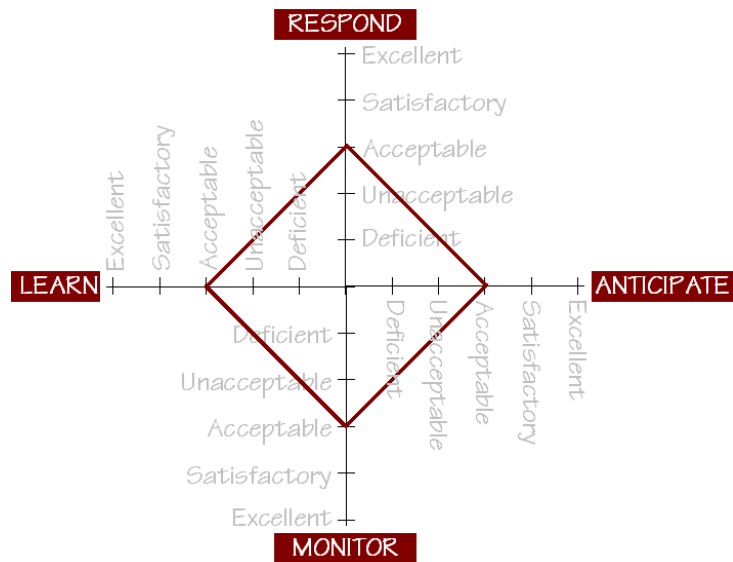 RESPOND
Excellent
Satisfactory
Acceptable
Unacceptable
Deficient
Excellent
Satisfactory
Acceptable
Unacceptable
Deficient
LEARN
ANTICIPATE
Deficient
Unacceptable
Acceptable
Satisfactory
Excellent
Deficient
Unacceptable
Acceptable
Satisfactory
Excellent
MONITOR